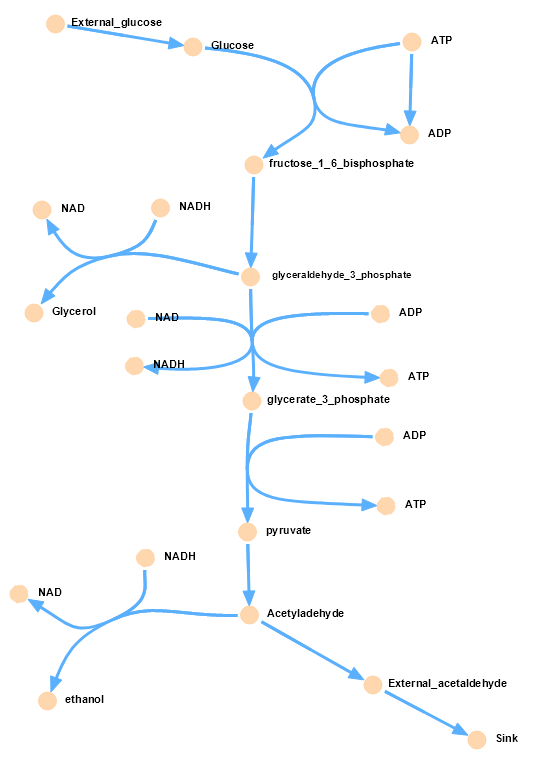 External_glucose
Glucose
ATP
ADP
fructose_1_6_bisphosphate
NAD
NADH
glyceraldehyde_3_phosphate
Glycerol
NAD
ADP
NADH
ATP
glycerate_3_phosphate
ADP
ATP
pyruvate
NADH
NAD
Acetyladehyde
External_acetaldehyde
ethanol
Sink